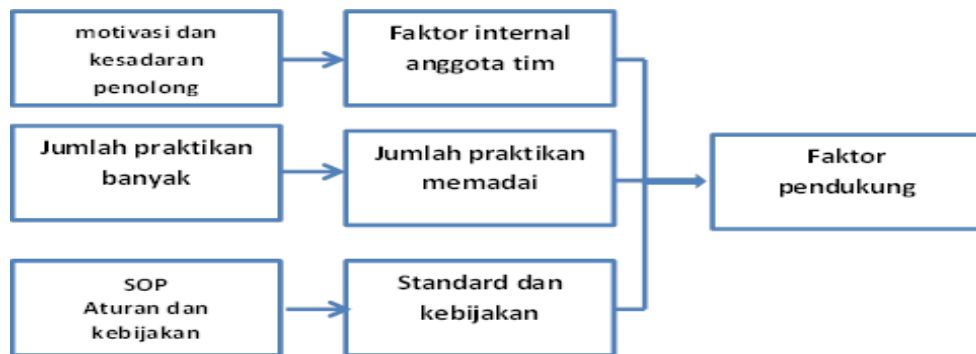 motivasi dan
kesadaran
penolong
Faktor internal
anggota tim
Jumlah praktikan
banyak
Jumlah praktikan
memadai
Faktor
pendukung
SOP
Aturan dan
kebijakan
Standard dan
kebijakan